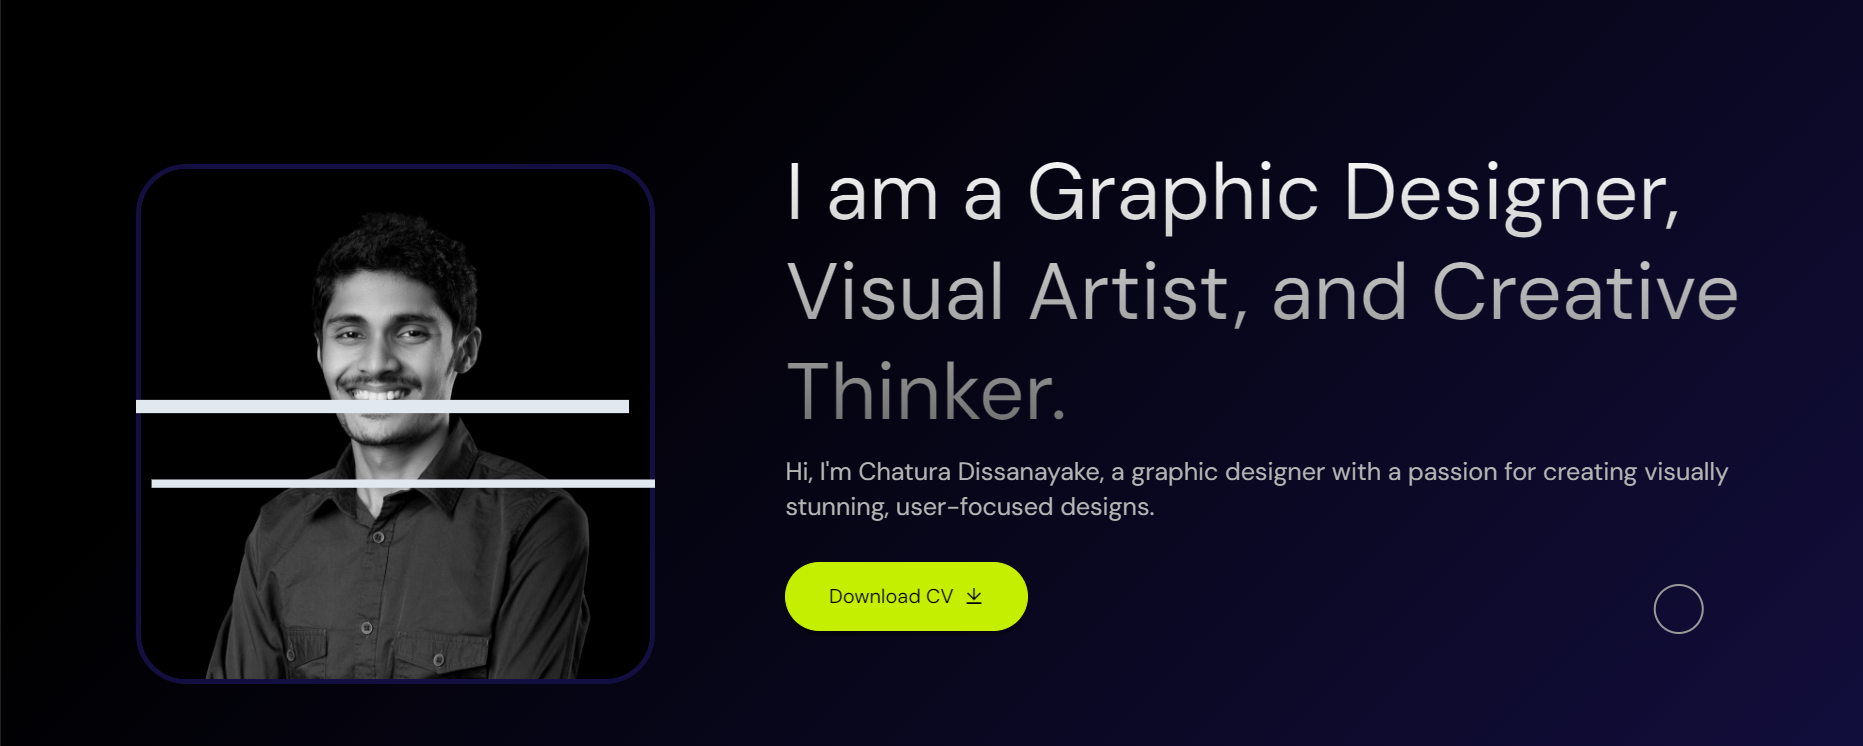 I am a Graphic Designer,
Visual Artist, and Creative
Thinker.
Hi, I'm Chatura Dissanayake, a graphic designer with a passion for creating visually
stunning, user-focused designs.
Download CV